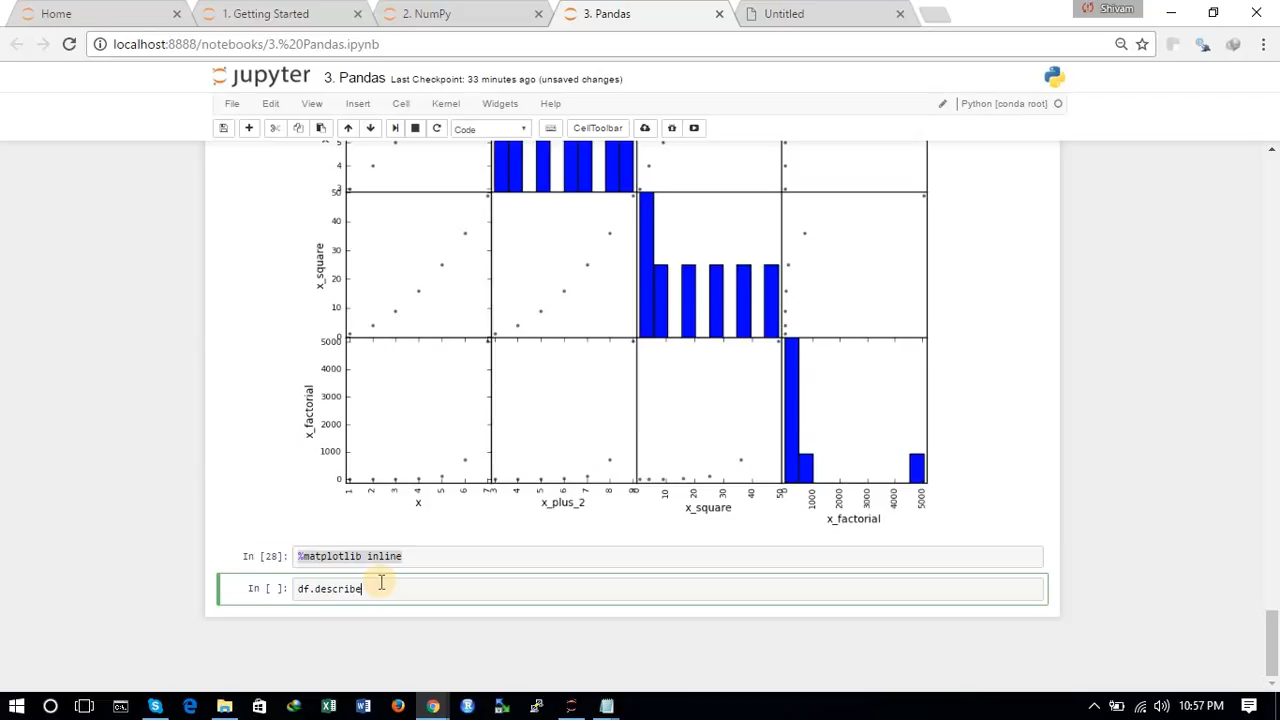 Home
1. Getting Started
2. NumPy
3. Pandas
Untitled
Shivam
localhost:8888/notebooks/3.%20Pandas.ipynb
jupyter 3. Pandas Last Checkpoint: 33 minutes ago (unsaved changes)
File Edit View Insert Cell Kernel Widgets Help
Python [conda root]
Code
CellToolbar
5
4
3
50
40
30
20
10
0
x_square
5000
4000
3000
2000
1000
0
x_factorial
1 2 3 4 5 6 7
3 4 5 6 7 8 9
0 10 20 30 40 50
0 1000 2000 3000 4000 5000
x
x_plus_2
x_square
x_factorial
In [28]: %matplotlib inline
In [ ]: df.describe
10:57 PM